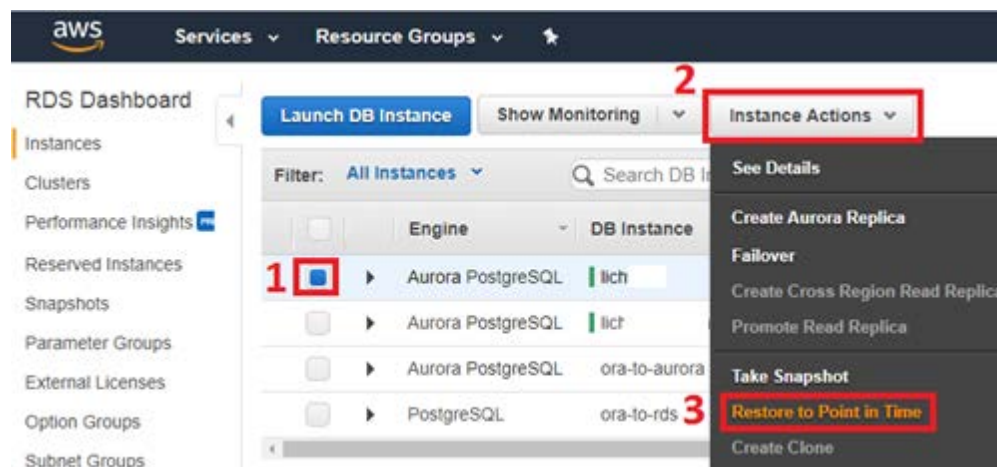 aws Services Resource Groups
2
RDS Dashboard
Launch DB Instance Show Monitoring Instance Actions
Instances
Clusters
Filter: All Instances Search DB I
See Details
Performance Insights
Engine DB Instance
Create Aurora Replica
Failover
Reserved Instances
1 Aurora PostgreSQL lich
Create Cross Region Read Replica
Snapshots
Aurora PostgreSQL
Promote Read Replica
Parameter Groups
External Licenses
Aurora PostgreSQL ora-to-aurora
Take Snapshot
Option Groups
PostgreSQL ora-to-rds
3 Restore to Point in Time
Create Clone
Subnet Groups